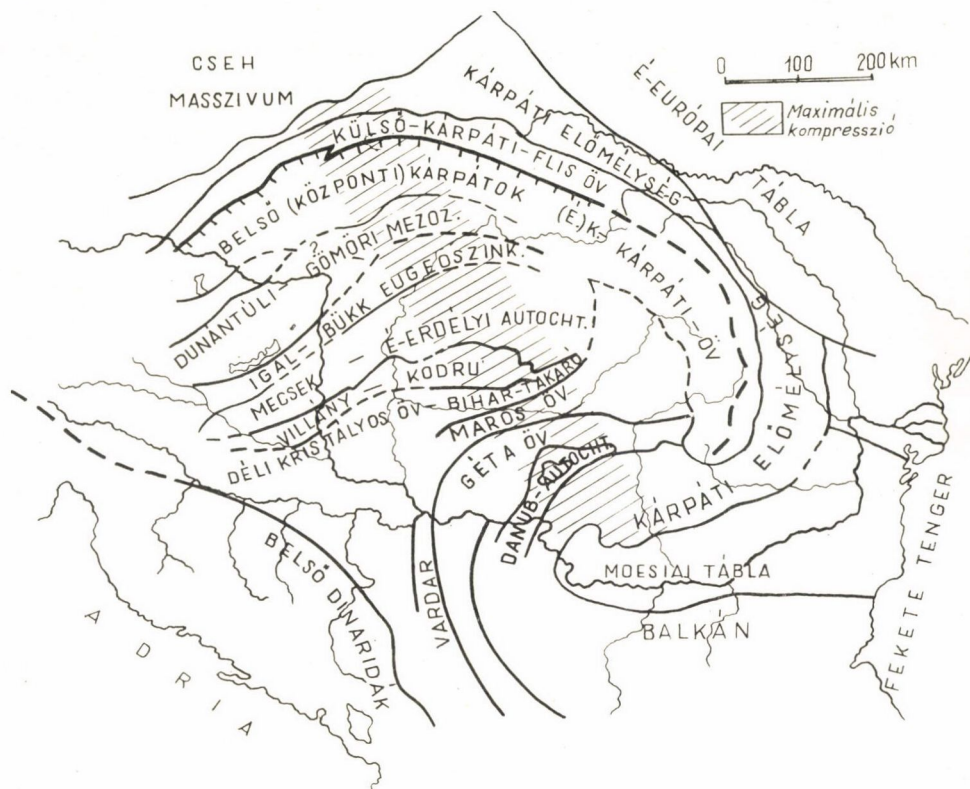 CSEH
MASSZIVUM
0 100 200 km
Maximális
kompresszió
KÁRPÁTI ELŐMÉLYSÉG
É-EURÓPAI
TÁBLA
KÜLSŐ-KÁRPÁTI-FLIS ÖV
BELSŐ (KÖZPONTI) KÁRPÁTOK
(É.)K-
KÁRPÁTI-ÖV
?
DUNÁNTÚLI-GÖMÖRI MEZOZ.
IGAL-BÜKK EUGEOSZINK.
MECSEK - É-ERDÉLYI AUTOCHT.
VILLÁNY - KODRU
DÉLI KRISTÁLYOS ÖV - BIHAR-TAKARÓ
MAROS ÖV
GÉTA ÖV
DANUB-AUTOCHT.
KÁRPÁTI
ELŐMÉLYSÉG
MOESIAI TÁBLA
BALKÁN
VARDAR
BELSŐ DINARIDÁK
ADRIA
FEKETE TENGER